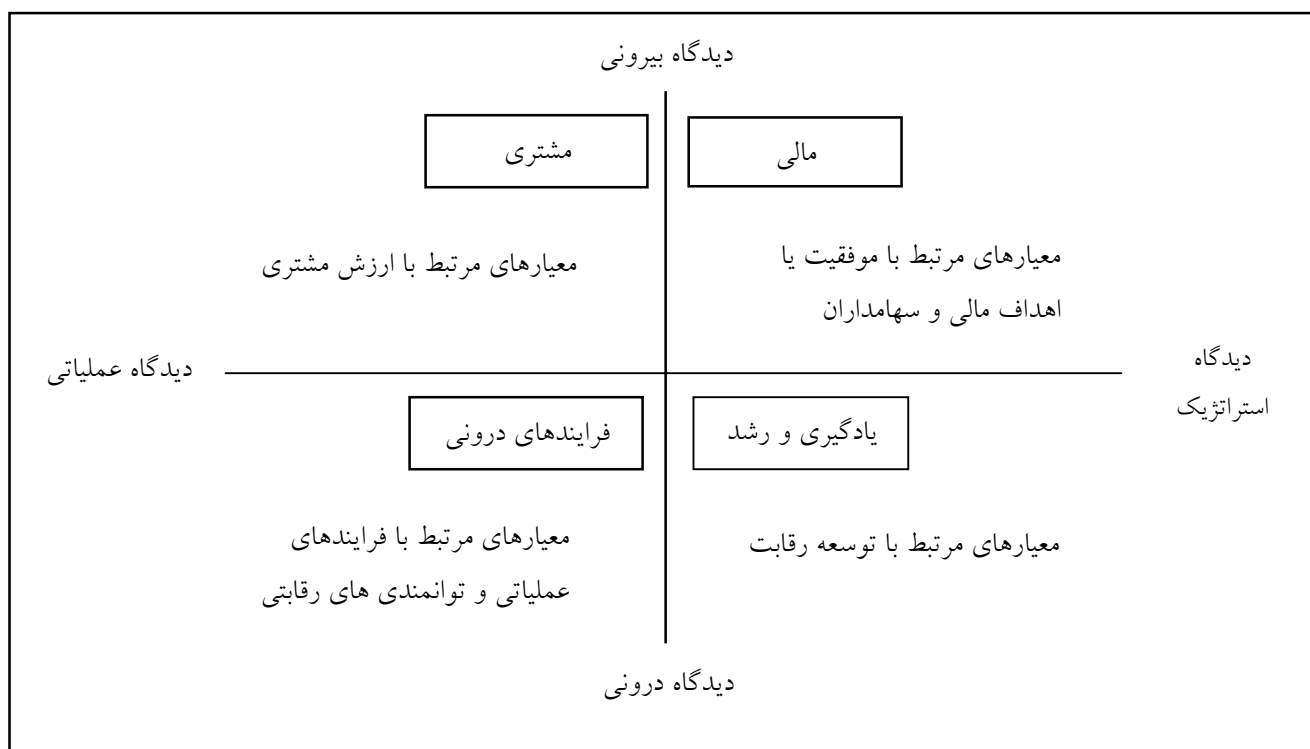 دیدگاه بیرونی
مالی
مشتری
معیارهای مرتبط با موفقیت یا
اهداف مالی و سهامداران
معیارهای مرتبط با ارزش مشتری
دیدگاه
استراتژیک
دیدگاه عملیاتی
یادگیری و رشد
فرایندهای درونی
معیارهای مرتبط با توسعه رقابت
معیارهای مرتبط با فرایندهای
عملیاتی و توانمندی های رقابتی
دیدگاه درونی